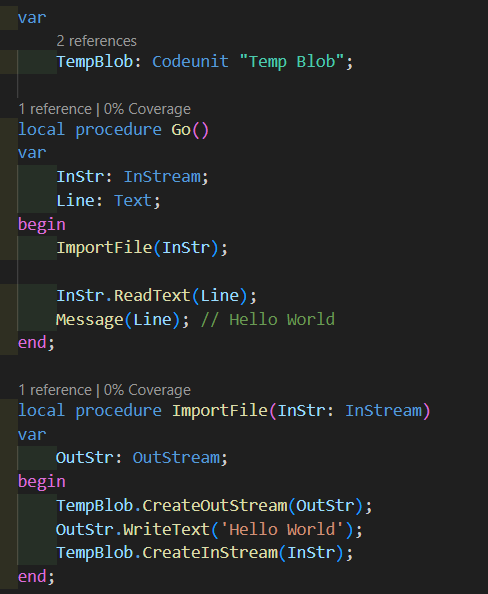 var
2 references
TempBlob: Codeunit "Temp Blob";
1 reference | 0% Coverage
local procedure Go()
var
InStr: InStream;
Line: Text;
begin
ImportFile(InStr);
InStr.ReadText(Line);
Message(Line); // Hello World
end;
1 reference | 0% Coverage
local procedure ImportFile(InStr: InStream)
var
OutStr: OutStream;
begin
TempBlob.CreateOutStream(OutStr);
OutStr.WriteText('Hello World');
TempBlob.CreateInStream(InStr);
end;